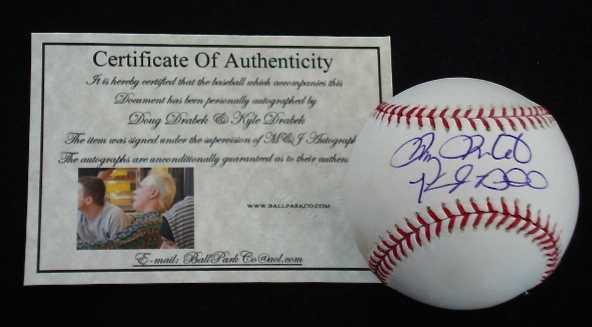 Certificate Of Authenticity
It is hereby certified that the baseball which accompanies this
Document has been personally autographed by
Doug Drabek & Kyle Drabek
The item was signed under the supervision of M&J Autograph
The autographs are unconditionally guaranteed as to their authen
WWW.BALLPARKCO.COM
E-mail: BallParkCo@aol.com